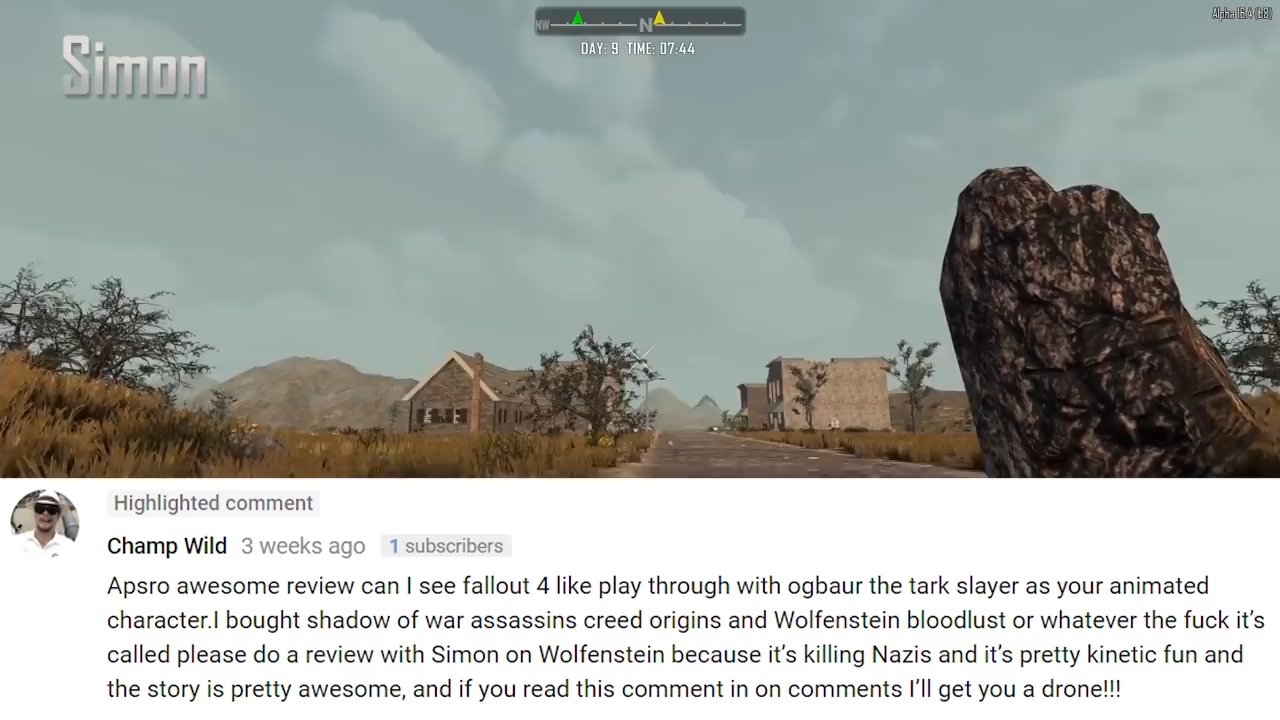 NW N
DAY: 9 TIME: 07:44
Alpha 16.4 (b8)
Simon
Highlighted comment
Champ Wild 3 weeks ago 1 subscribers
Apsro awesome review can I see fallout 4 like play through with ogbaur the tark slayer as your animated
character.I bought shadow of war assassins creed origins and Wolfenstein bloodlust or whatever the fuck it’s
called please do a review with Simon on Wolfenstein because it’s killing Nazis and it’s pretty kinetic fun and
the story is pretty awesome, and if you read this comment in on comments I’ll get you a drone!!!